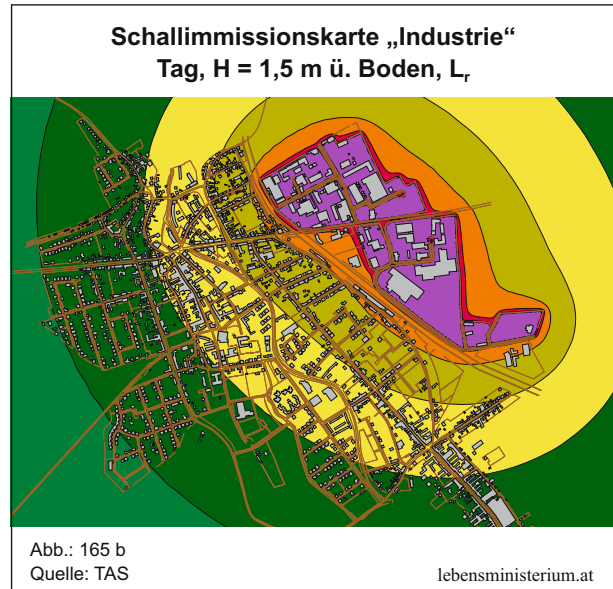 Schallimmissionskarte „Industrie“
Tag, H = 1,5 m ü. Boden, Lr
Abb.: 165 b
Quelle: TAS
lebensministerium.at